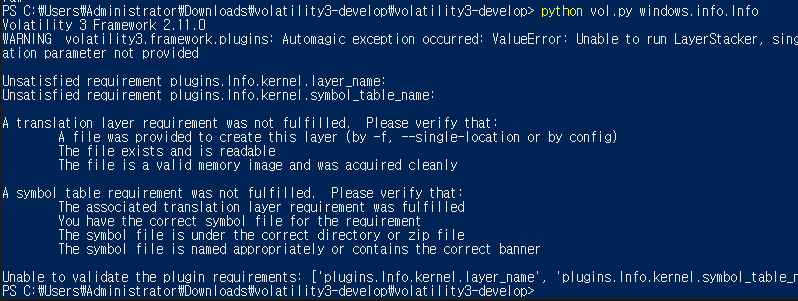 PS C:₩Users₩Administrator₩Downloads₩volatility3-develop₩volatility3-develop> python vol.py windows.info.Info
Volatility 3 Framework 2.11.0
WARNING  volatility3.framework.plugins: Automagic exception occurred: ValueError: Unable to run LayerStacker, sing
ation parameter not provided
Unsatisfied requirement plugins.Info.kernel.layer_name:
Unsatisfied requirement plugins.Info.kernel.symbol_table_name:
A translation layer requirement was not fulfilled.  Please verify that:
A file was provided to create this layer (by -f, --single-location or by config)
The file exists and is readable
The file is a valid memory image and was acquired cleanly
A symbol table requirement was not fulfilled.  Please verify that:
The associated translation layer requirement was fulfilled
You have the correct symbol file for the requirement
The symbol file is under the correct directory or zip file
The symbol file is named appropriately or contains the correct banner
Unable to validate the plugin requirements: ['plugins.Info.kernel.layer_name', 'plugins.Info.kernel.symbol_table_n
PS C:₩Users₩Administrator₩Downloads₩volatility3-develop₩volatility3-develop>